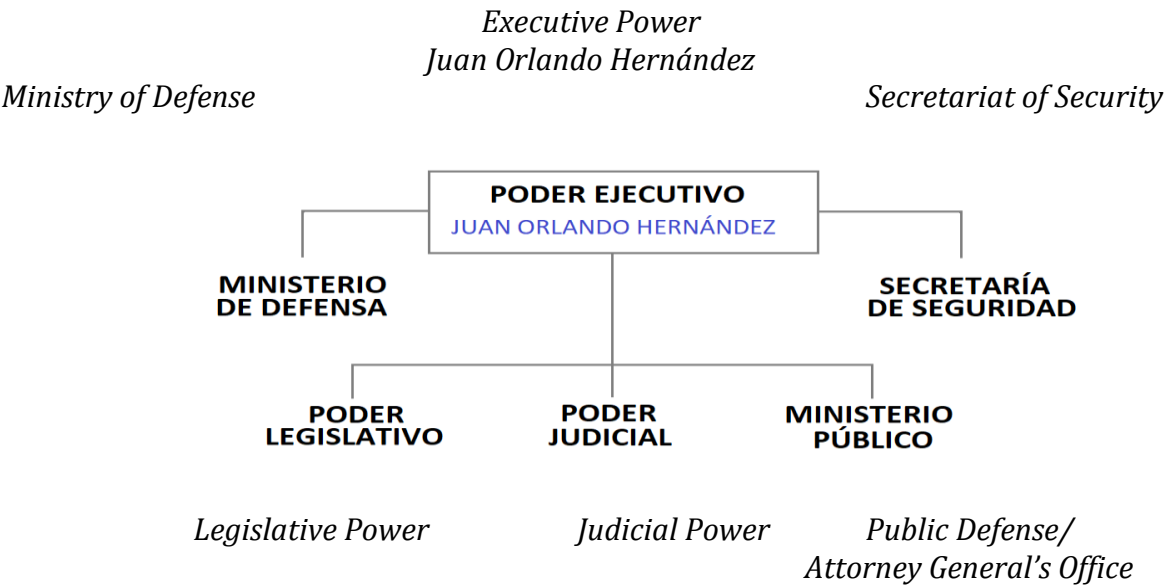 Executive Power
Juan Orlando Hernández
Ministry of Defense
Secretariat of Security
PODER EJECUTIVO
JUAN ORLANDO HERNÁNDEZ
MINISTERIO
DE DEFENSA
SECRETARÍA
DE SEGURIDAD
PODER
LEGISLATIVO
PODER
JUDICIAL
MINISTERIO
PÚBLICO
Legislative Power
Judicial Power
Public Defense/
Attorney General’s Office